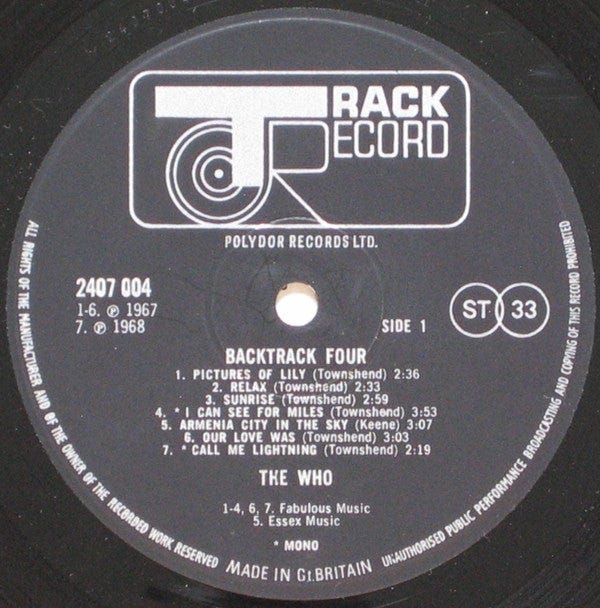 TRACK
RECORD
POLYDOR RECORDS LTD.
2407 004
1-6. ℗ 1967
7. ℗ 1968
SIDE 1
ST 33
BACKTRACK FOUR
1. PICTURES OF LILY (Townshend) 2:36
2. RELAX (Townshend) 2:33
3. SUNRISE (Townshend) 2:59
4. * I CAN SEE FOR MILES (Townshend) 3:53
5. ARMENIA CITY IN THE SKY (Keene) 3:07
6. OUR LOVE WAS (Townshend) 3:03
7. * CALL ME LIGHTNING (Townshend) 2:19
THE WHO
1-4, 6, 7. Fabulous Music
5. Essex Music
* MONO
ALL RIGHTS OF THE MANUFACTURER AND OF THE OWNER OF THE RECORDED WORK RESERVED
MADE IN Gt.BRITAIN
UNAUTHORISED PUBLIC PERFORMANCE BROADCASTING AND COPYING OF THIS RECORD PROHIBITED